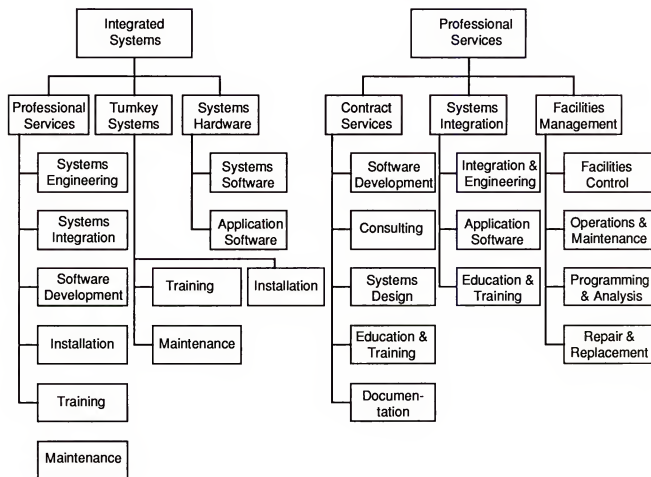 Integrated
Systems
Professional
Services
Turnkey
Systems
Systems
Hardware
Systems
Engineering
Systems
Integration
Software
Development
Installation
Training
Maintenance
Training
Maintenance
Systems
Software
Application
Software
Installation
Professional
Services
Contract
Services
Systems
Integration
Facilities
Management
Software
Development
Consulting
Systems
Design
Education &
Training
Documen-
tation
Integration &
Engineering
Application
Software
Education &
Training
Facilities
Control
Operations &
Maintenance
Programming
& Analysis
Repair &
Replacement